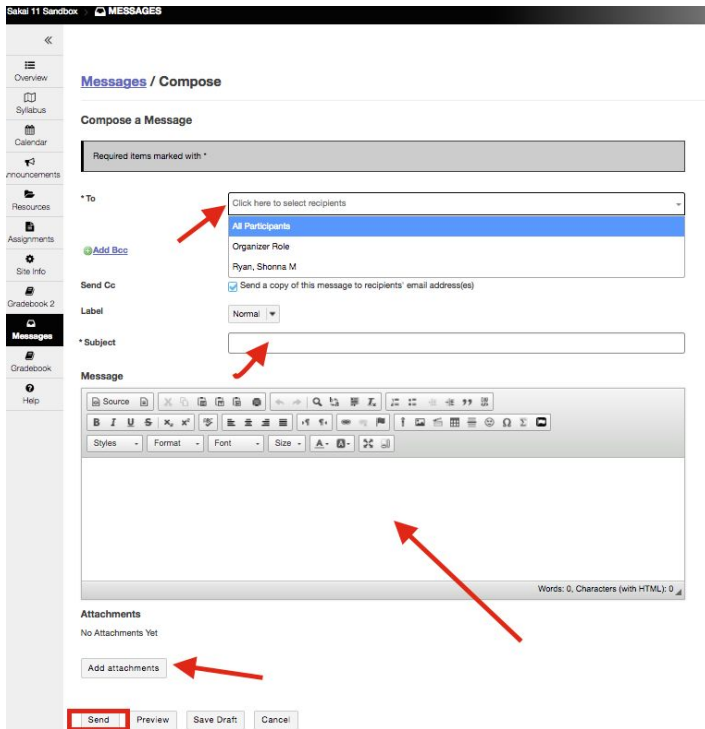 Sakai 11 Sandbox > MESSAGES
«
Overview
Syllabus
Calendar
nnouncements
Resources
Assignments
Site Info
Gradebook 2
Messages
Gradebook
Help
Messages / Compose
Compose a Message
Required items marked with *
* To
Click here to select recipients
All Participants
Organizer Role
Ryan, Shonna M
Add Bcc
Send Cc
Send a copy of this message to recipients' email address(es)
Label
Normal
* Subject
Message
Source
B I U S x₂ x²
Styles Format Font Size A
Words: 0, Characters (with HTML): 0
Attachments
No Attachments Yet
Add attachments
Send Preview Save Draft Cancel